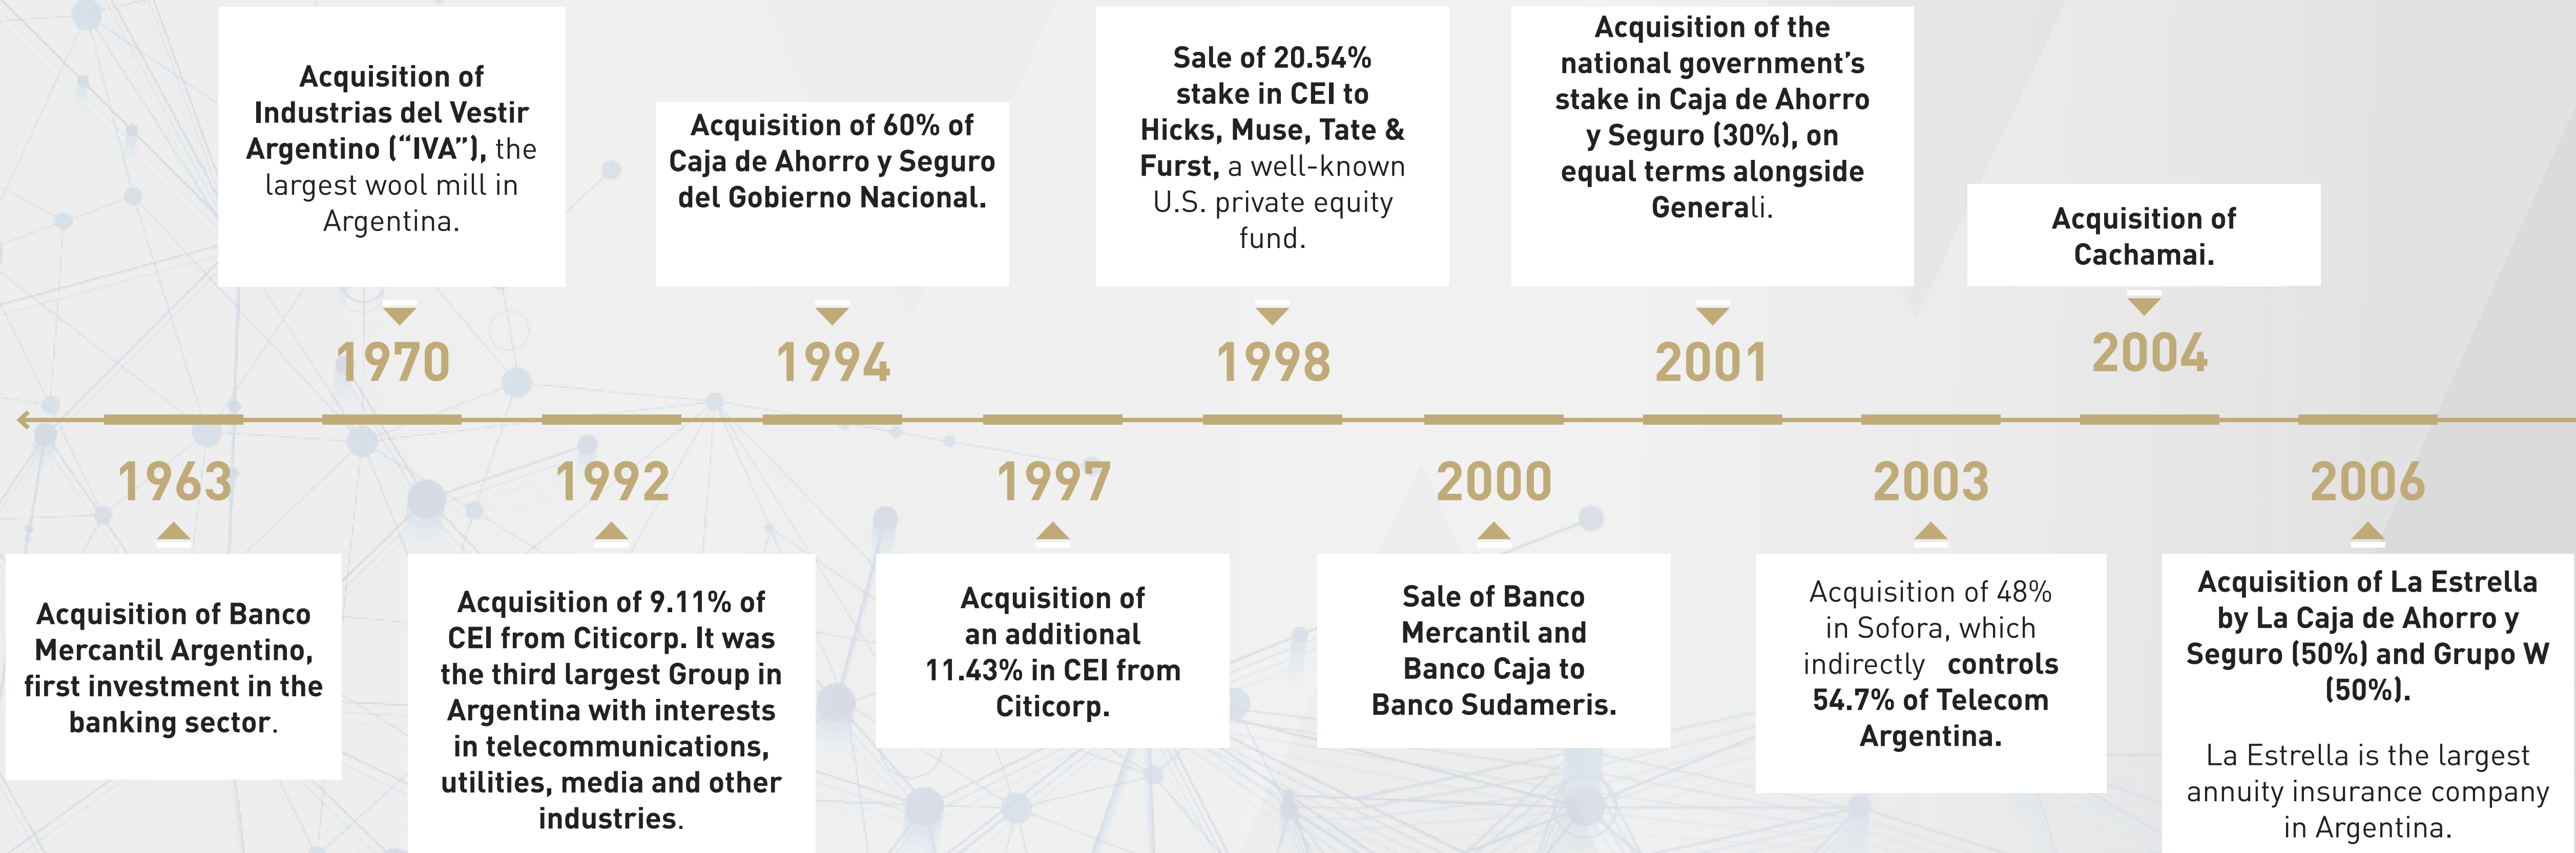 Acquisition of
Industrias del Vestir
Argentino (“IVA”), the
largest wool mill in
Argentina.
Acquisition of 60% of
Caja de Ahorro y Seguro
del Gobierno Nacional.
Sale of 20.54%
stake in CEI to
Hicks, Muse, Tate &
Furst, a well-known
U.S. private equity
fund.
Acquisition of the
national government’s
stake in Caja de Ahorro
y Seguro (30%), on
equal terms alongside
Generali.
Acquisition of
Cachamai.
1970
1994
1998
2001
2004
1963
1992
1997
2000
2003
2006
Acquisition of Banco
Mercantil Argentino,
first investment in the
banking sector.
Acquisition of 9.11% of
CEI from Citicorp. It was
the third largest Group in
Argentina with interests
in telecommunications,
utilities, media and other
industries.
Acquisition of
an additional
11.43% in CEI from
Citicorp.
Sale of Banco
Mercantil and
Banco Caja to
Banco Sudameris.
Acquisition of 48%
in Sofora, which
indirectly controls
54.7% of Telecom
Argentina.
Acquisition of La Estrella
by La Caja de Ahorro y
Seguro (50%) and Grupo W
(50%).
La Estrella is the largest
annuity insurance company
in Argentina.